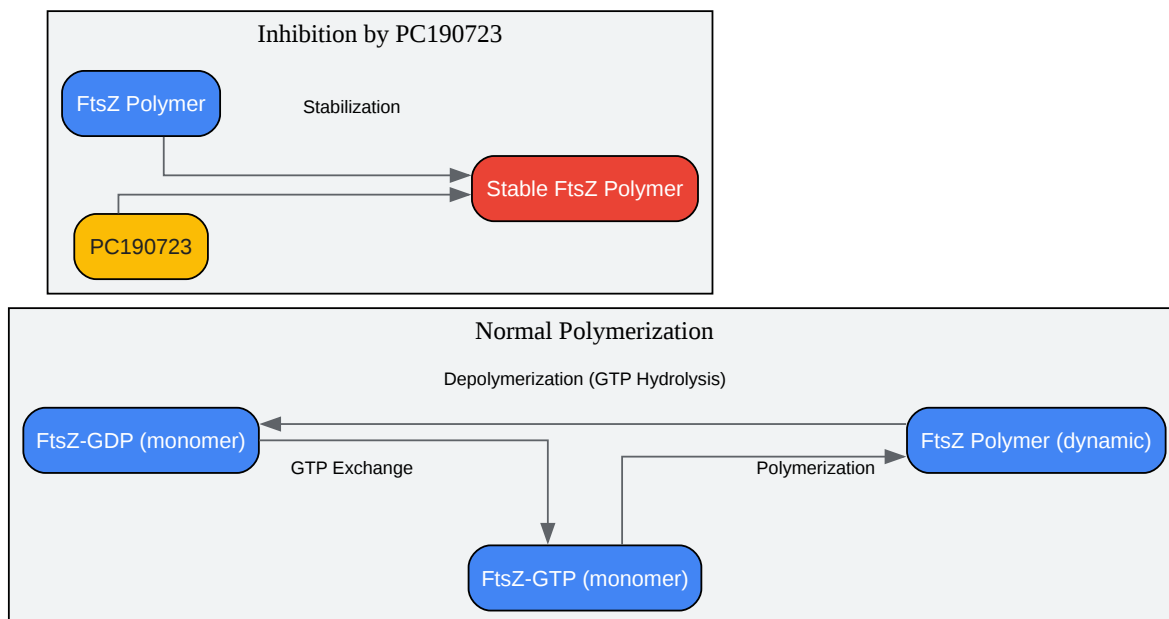 Inhibition by PC190723
FtsZ Polymer
Stabilization
Stable FtsZ Polymer
PC190723
Normal Polymerization
Depolymerization (GTP Hydrolysis)
FtsZ-GDP (monomer)
FtsZ Polymer (dynamic)
GTP Exchange
Polymerization
FtsZ-GTP (monomer)